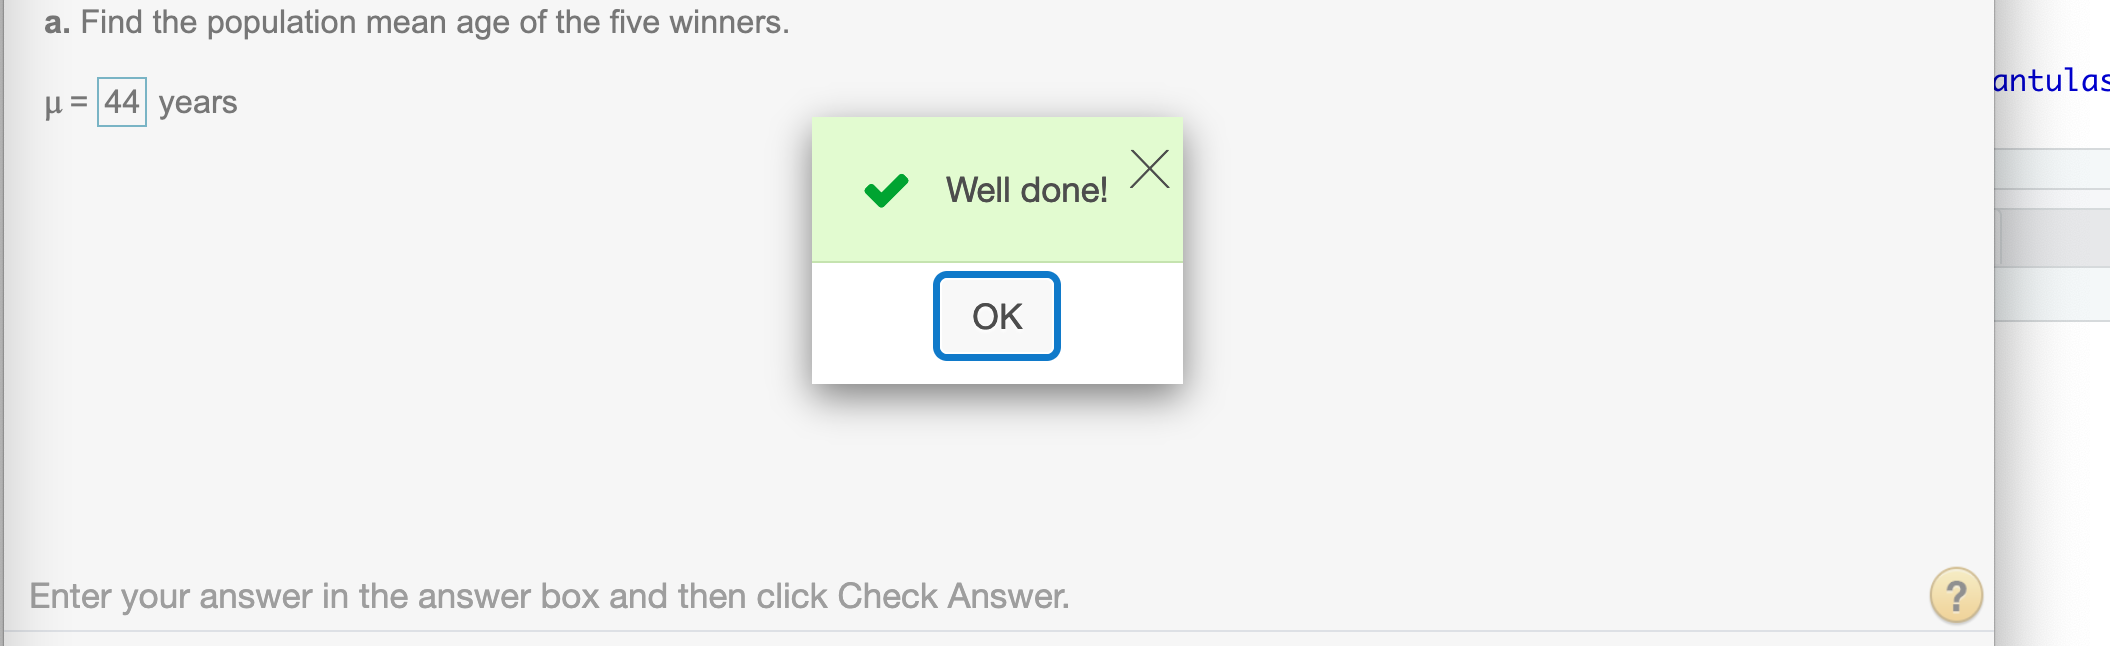 a. Find the population mean age of the five winners.
μ = 44 years
antulas
Well done!
OK
Enter your answer in the answer box and then click Check Answer.
?